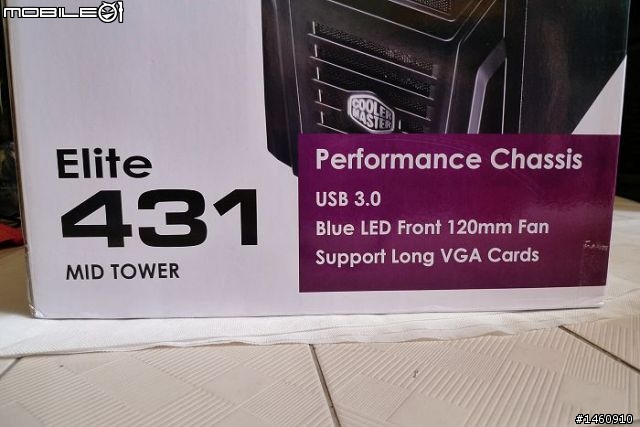 MOBILE01
COOLER
MASTER
Elite
431
MID TOWER
Performance Chassis
USB 3.0
Blue LED Front 120mm Fan
Support Long VGA Cards
#1460910